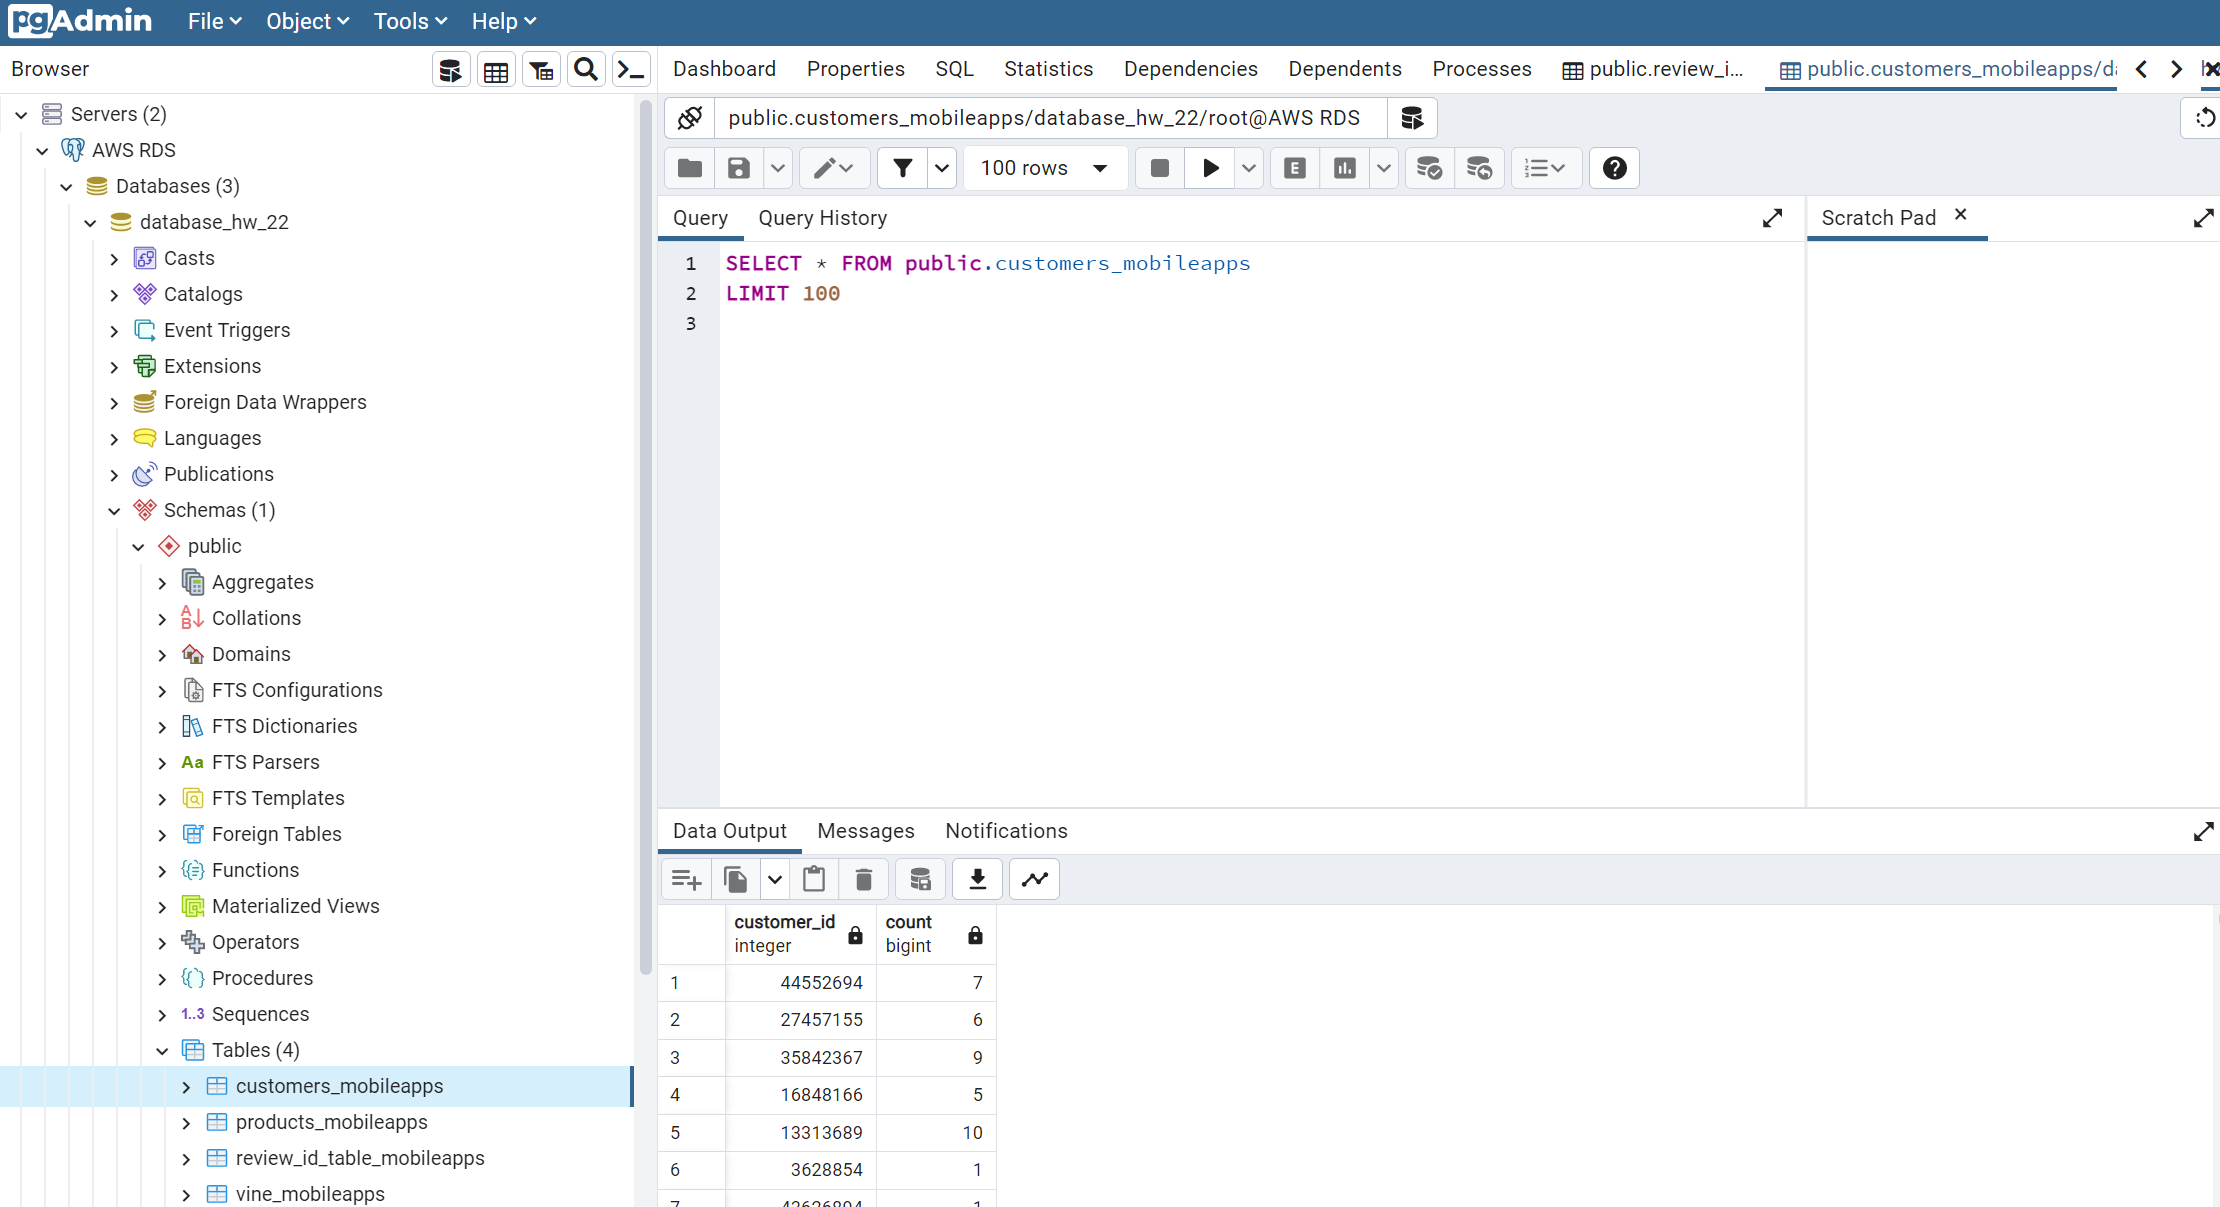 pgAdmin File Object Tools Help
Browser
Dashboard Properties SQL Statistics Dependencies Dependents Processes public.review_i... public.customers_mobileapps/d
Servers (2)
AWS RDS
Databases (3)
database_hw_22
Casts
Catalogs
Event Triggers
Extensions
Foreign Data Wrappers
Languages
Publications
Schemas (1)
public
Aggregates
Collations
Domains
FTS Configurations
FTS Dictionaries
Aa FTS Parsers
FTS Templates
Foreign Tables
Functions
Materialized Views
Operators
Procedures
1..3 Sequences
Tables (4)
customers_mobileapps
products_mobileapps
review_id_table_mobileapps
vine_mobileapps
public.customers_mobileapps/database_hw_22/root@AWS RDS
100 rows
Query Query History
Scratch Pad
1 SELECT * FROM public.customers_mobileapps
2 LIMIT 100
3
Data Output Messages Notifications
customer_id count
integer bigint
1 44552694 7
2 27457155 6
3 35842367 9
4 16848166 5
5 13313689 10
6 3628854 1